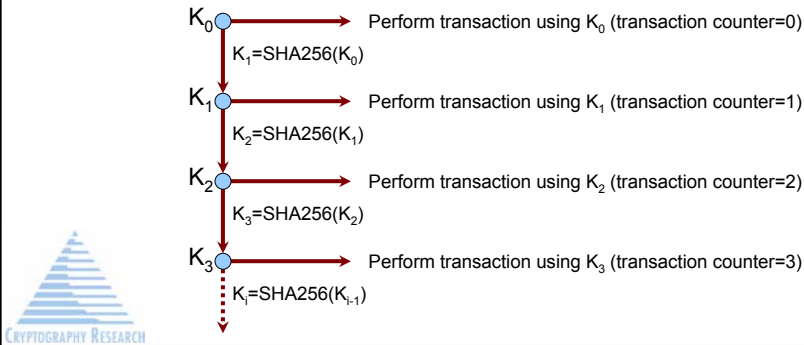 K₀ Perform transaction using K₀ (transaction counter=0)
K₁=SHA256(K₀)
K₁ Perform transaction using K₁ (transaction counter=1)
K₂=SHA256(K₁)
K₂ Perform transaction using K₂ (transaction counter=2)
K₃=SHA256(K₂)
K₃ Perform transaction using K₃ (transaction counter=3)
Kᵢ=SHA256(Kᵢ₋₁)
CRYPTOGRAPHY RESEARCH